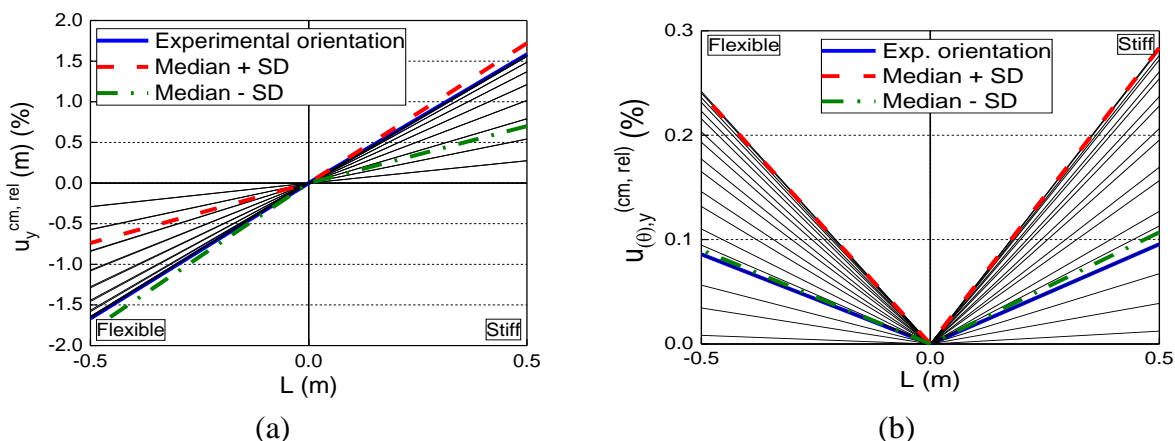 2.0
1.5
1.0
0.5
0.0
-0.5
-1.0
-1.5
-2.0
u_y^cm, rel (m) (%)
Experimental orientation
Median + SD
Median - SD
Flexible
Stiff
-0.5
0.0
0.5
L (m)
(a)
0.3
0.2
0.1
0.0
u_(θ),y^(cm, rel) (%)
Flexible
Stiff
Exp. orientation
Median + SD
Median - SD
-0.5
0.0
0.5
L (m)
(b)